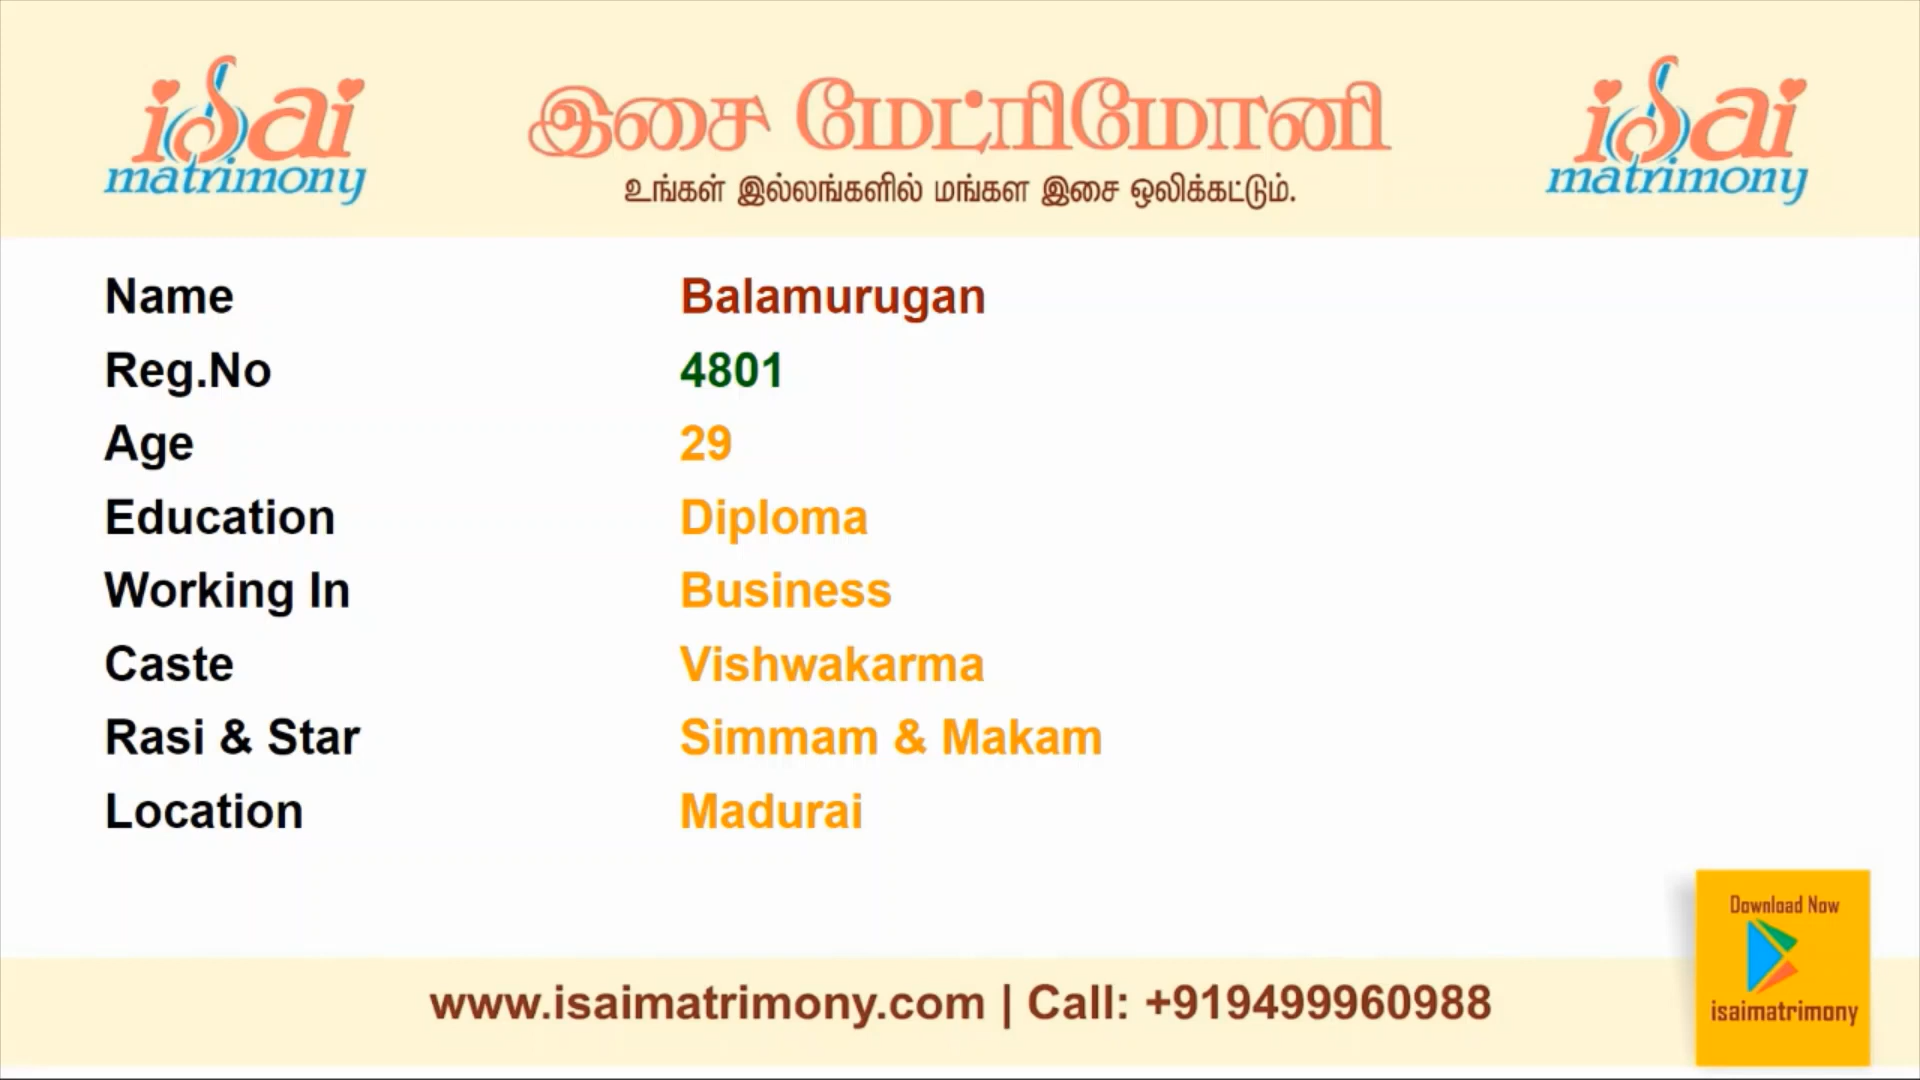 isai
matrimony
இசை மேட்ரிமோனி
உங்கள் இல்லங்களில் மங்கள இசை ஒலிக்கட்டும்.
isai
matrimony
Name Balamurugan
Reg.No 4801
Age 29
Education Diploma
Working In Business
Caste Vishwakarma
Rasi & Star Simmam & Makam
Location Madurai
Download Now
isaimatrimony
www.isaimatrimony.com | Call: +919499960988